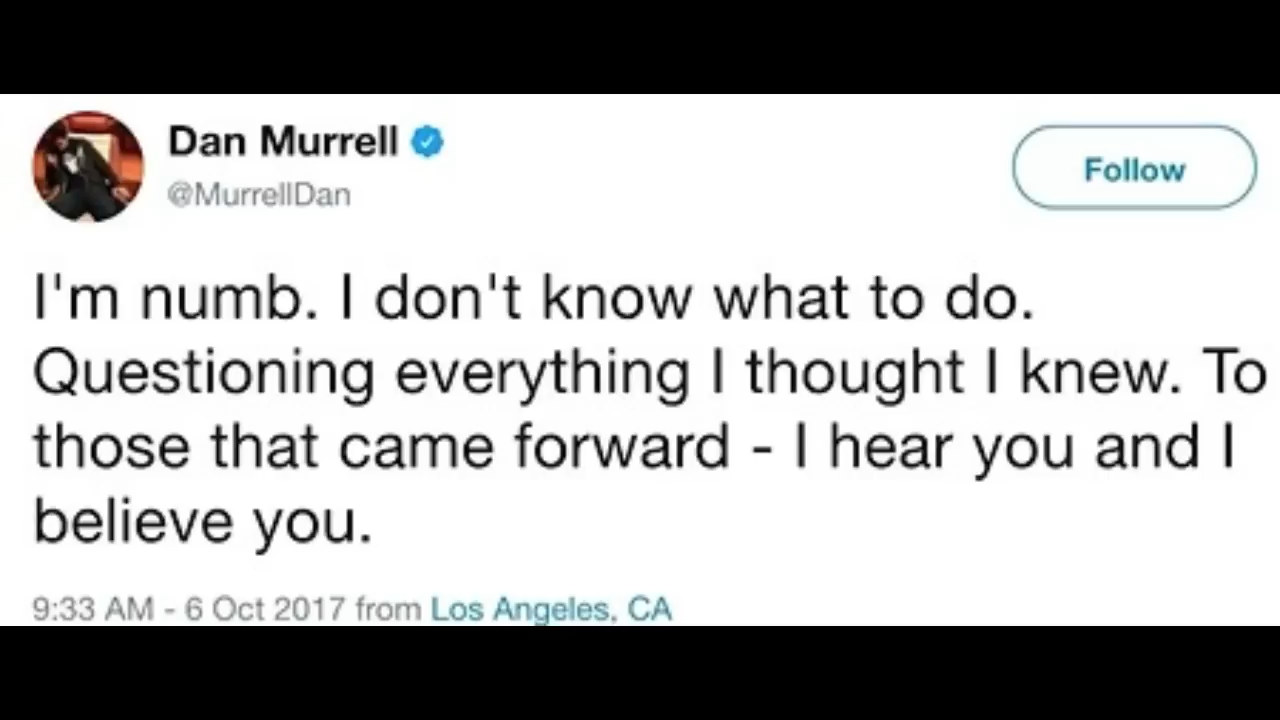 Dan Murrell
@MurrellDan
Follow
I'm numb. I don't know what to do.
Questioning everything I thought I knew. To
those that came forward - I hear you and I
believe you.
9:33 AM - 6 Oct 2017 from Los Angeles, CA